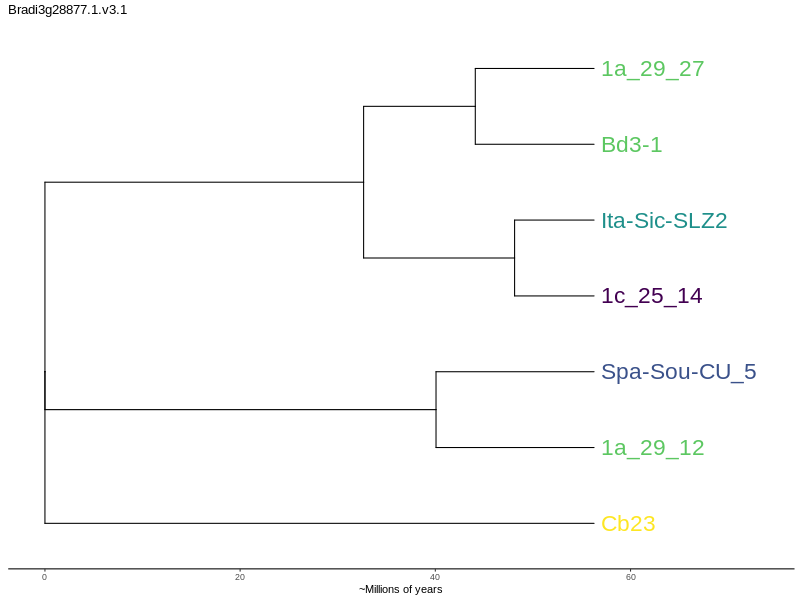 Bradi3g28877.1.v3.1
1a_29_27
Bd3-1
Ita-Sic-SLZ2
1c_25_14
Spa-Sou-CU_5
1a_29_12
Cb23
0 20 40 60
~Millions of years